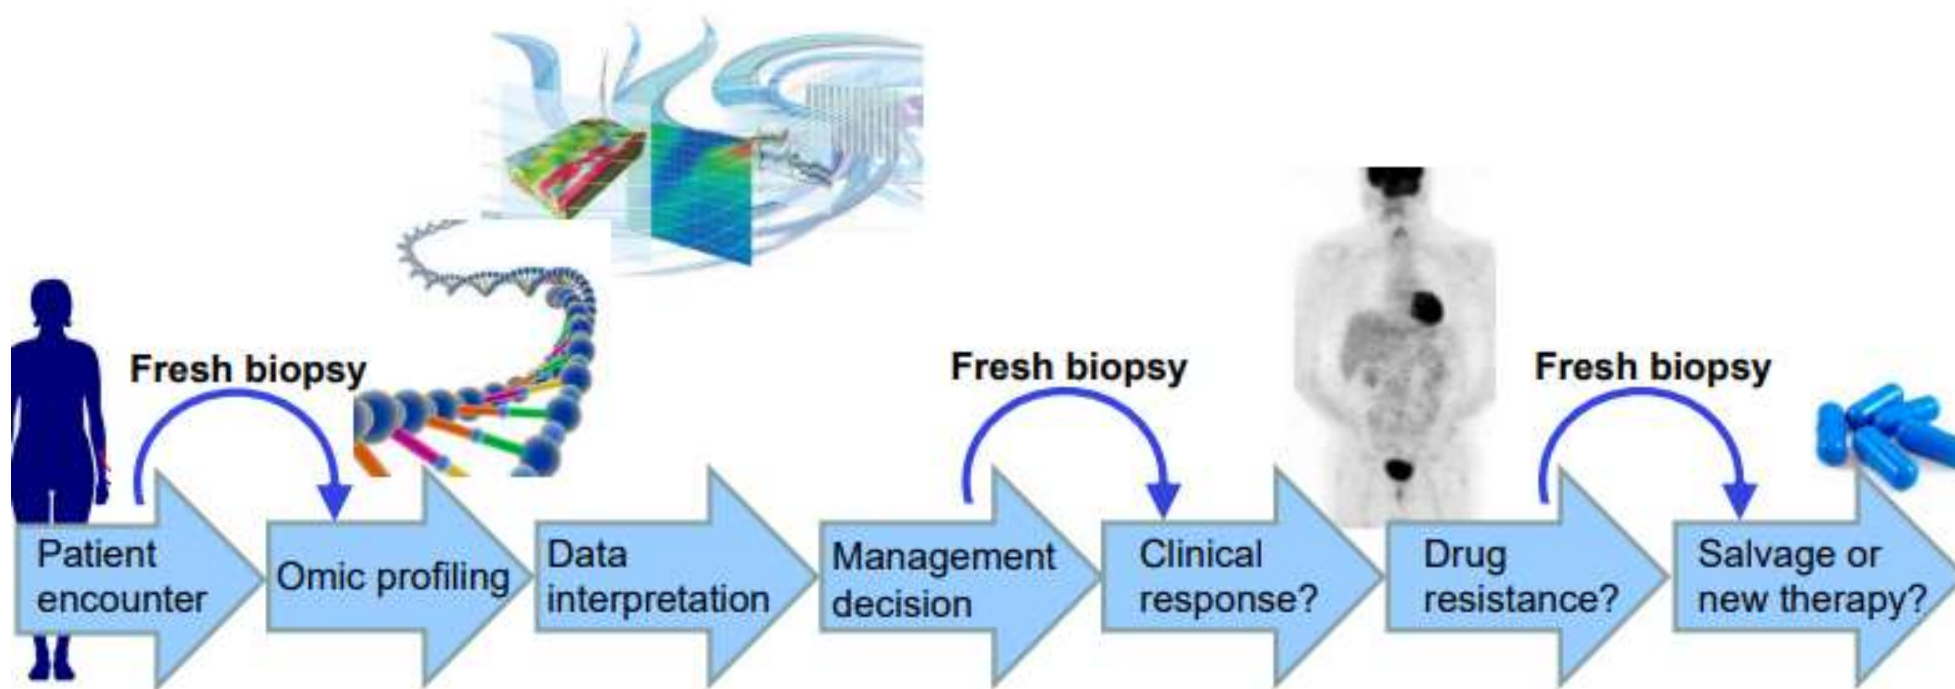 Fresh biopsy
Fresh biopsy
Fresh biopsy
Patient
encounter
Omic profiling
Data
interpretation
Management
decision
Clinical
response?
Drug
resistance?
Salvage or
new therapy?